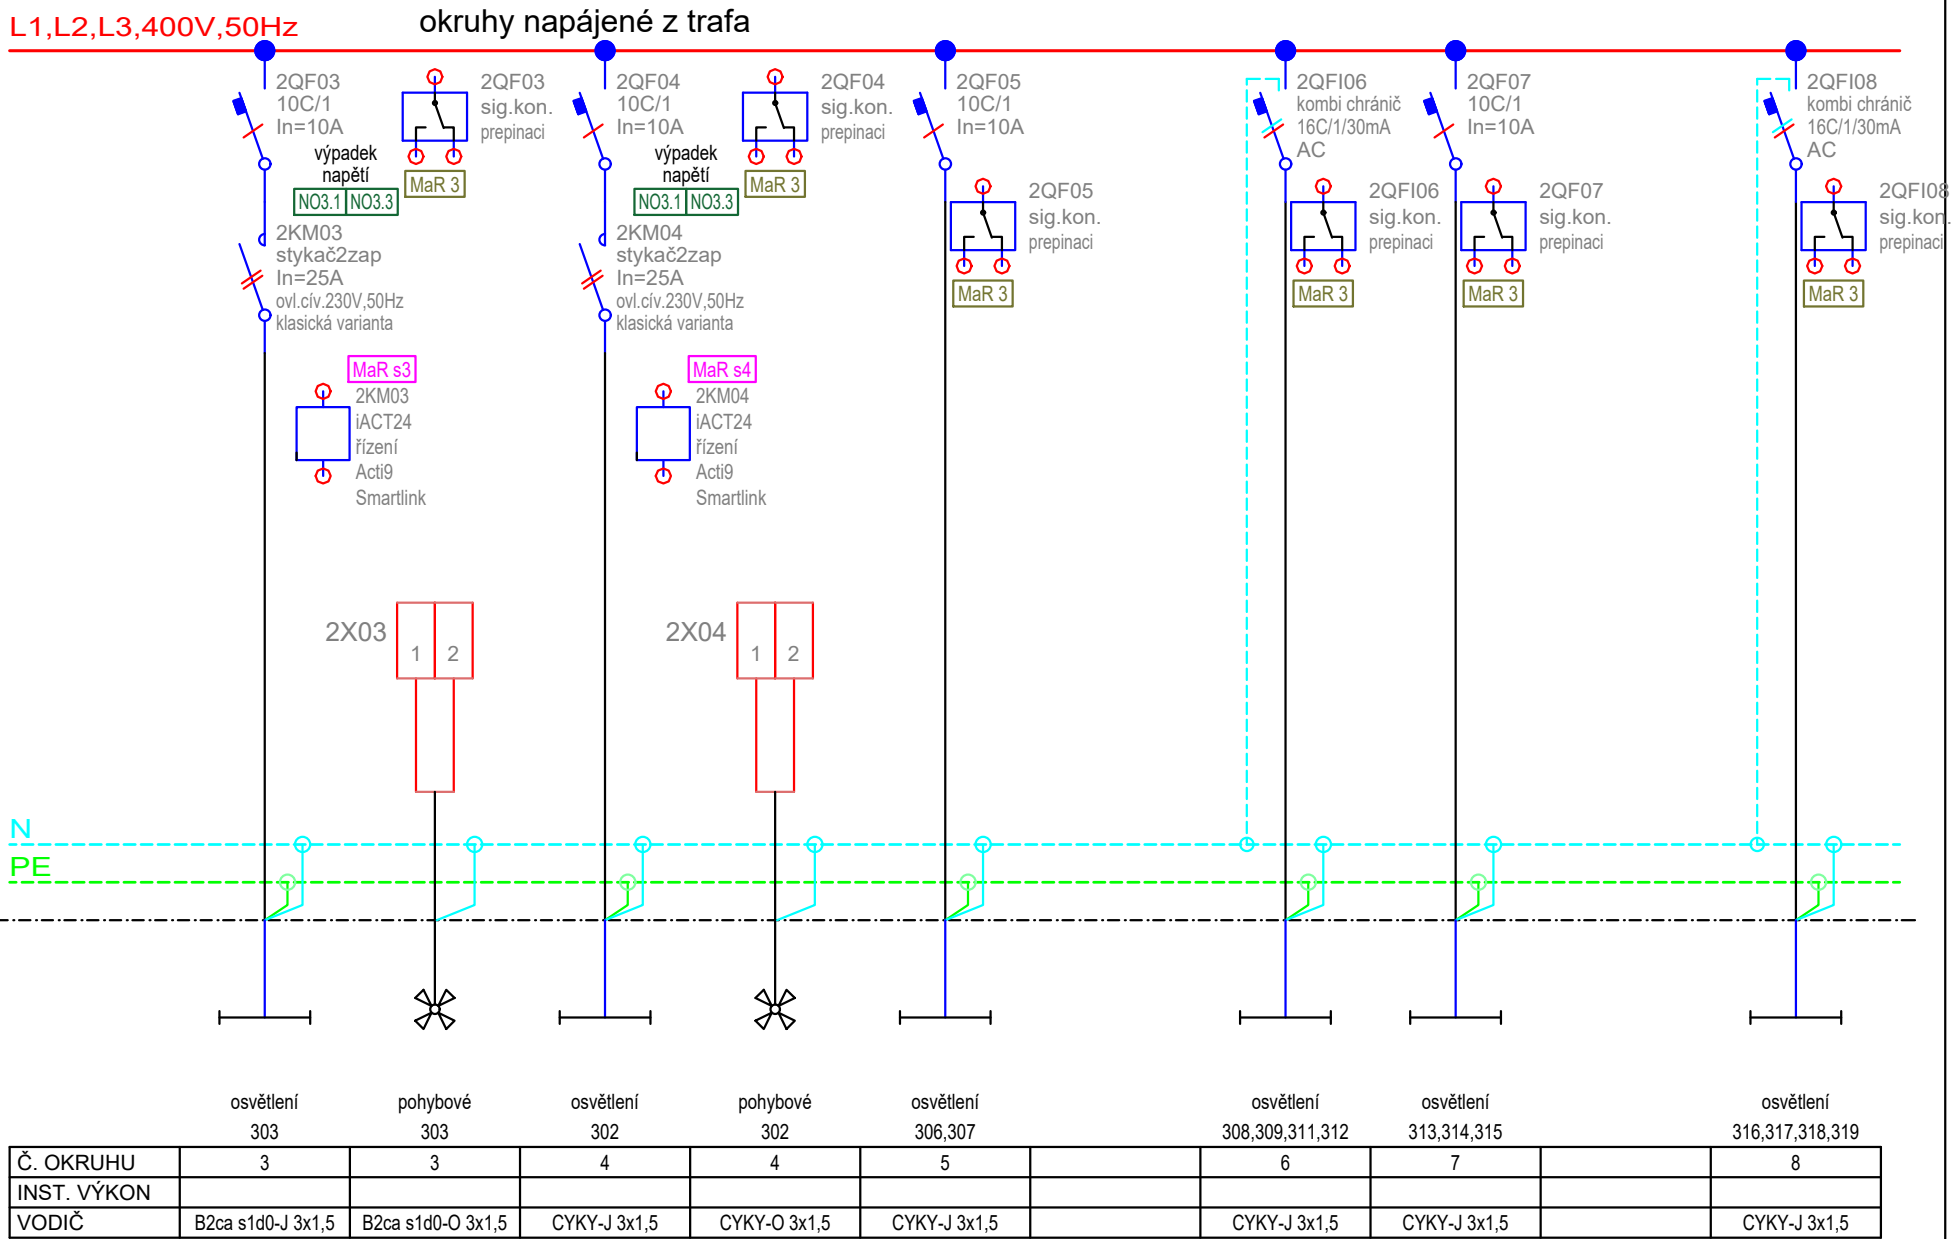 L1,L2,L3,400V,50Hz
okruhy napájené z trafa
2QF03
10C/1
In=10A
2QF03
sig.kon.
prepinaci
MaR 3
výpadek
napětí
NO3.1 NO3.3
2KM03
stykač2zap
In=25A
ovl.cív.230V,50Hz
klasická varianta
MaR s3
2KM03
iACT24
řízení
Acti9
Smartlink
2X03
1 2
2QF04
10C/1
In=10A
2QF04
sig.kon.
prepinaci
MaR 3
výpadek
napětí
NO3.1 NO3.3
2KM04
stykač2zap
In=25A
ovl.cív.230V,50Hz
klasická varianta
MaR s4
2KM04
iACT24
řízení
Acti9
Smartlink
2X04
1 2
2QF05
10C/1
In=10A
2QF05
sig.kon.
prepinaci
MaR 3
2QFI06
kombi chránič
16C/1/30mA
AC
2QFI06
sig.kon.
prepinaci
MaR 3
2QF07
10C/1
In=10A
2QF07
sig.kon.
prepinaci
MaR 3
2QFI08
kombi chránič
16C/1/30mA
AC
2QFI08
sig.kon.
prepinaci
MaR 3
N
PE
osvětlení pohybové osvětlení pohybové osvětlení osvětlení osvětlení osvětlení
303 303 302 302 306,307 308,309,311,312 313,314,315 316,317,318,319
Č. OKRUHU 3 3 4 4 5 6 7 8
INST. VÝKON
VODIČ B2ca s1d0-J 3x1,5 B2ca s1d0-O 3x1,5 CYKY-J 3x1,5 CYKY-O 3x1,5 CYKY-J 3x1,5 CYKY-J 3x1,5 CYKY-J 3x1,5 CYKY-J 3x1,5